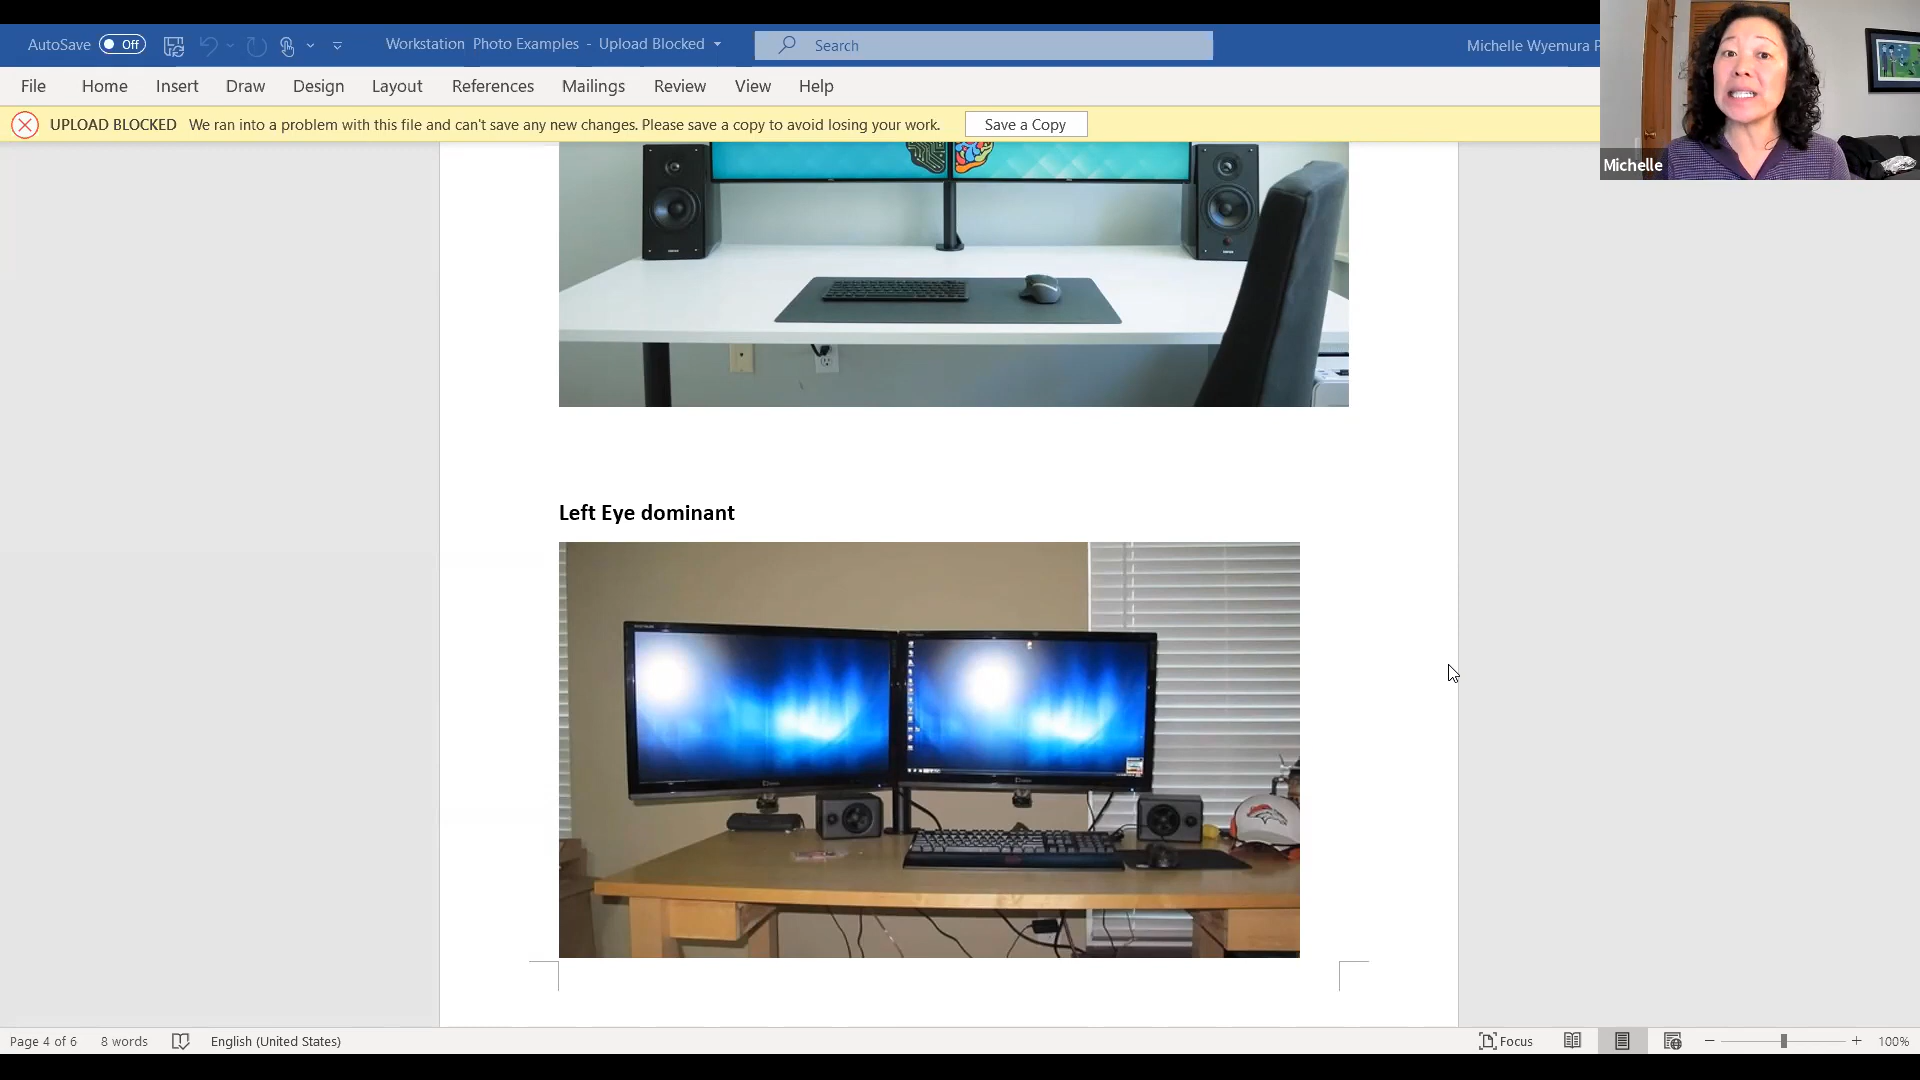 AutoSave Off Workstation Photo Examples - Upload Blocked Search Michelle Wyemura P
File Home Insert Draw Design Layout References Mailings Review View Help
UPLOAD BLOCKED We ran into a problem with this file and can't save any new changes. Please save a copy to avoid losing your work. Save a Copy
Michelle
Left Eye dominant
Page 4 of 6 8 words English (United States) Focus 100%